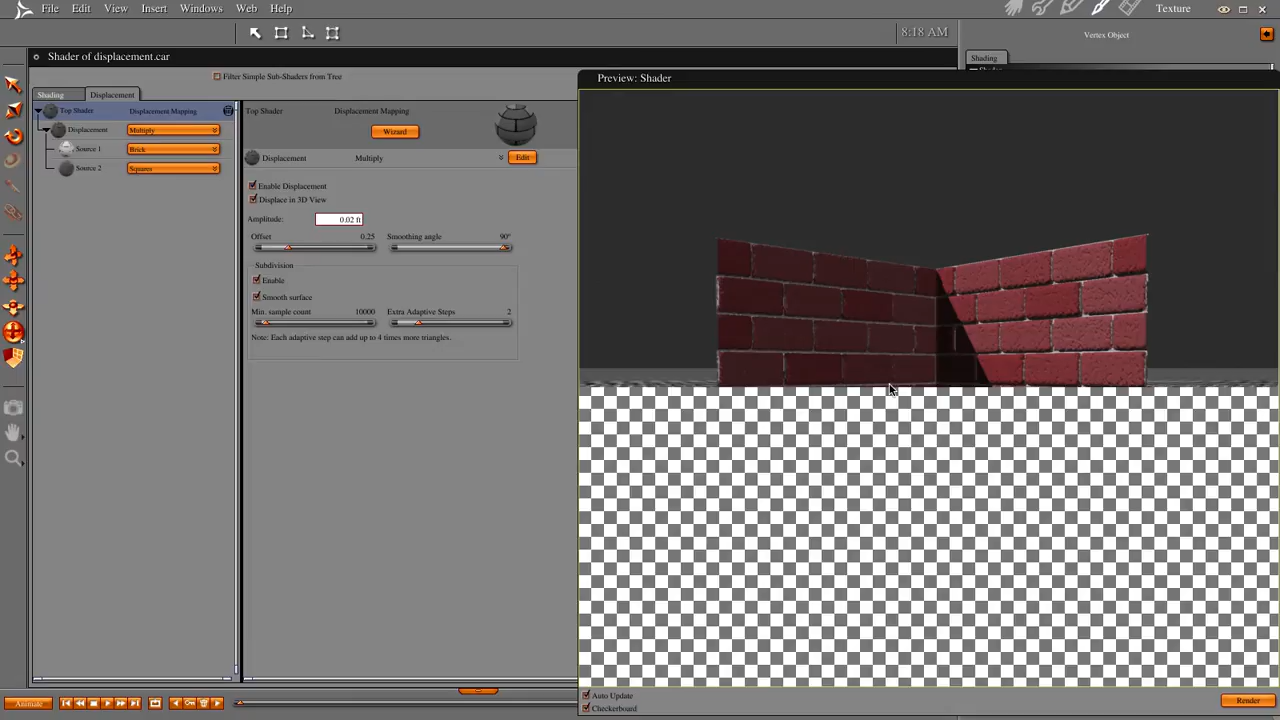 File Edit View Insert Windows Web Help Texture
8:18 AM
Vertex Object
Shader of displacement.car
Shading
Filter Simple Sub-Shaders from Tree
Preview: Shader
Shading Displacement
Top Shader Displacement Mapping
Displacement Multiply
Source 1 Brick
Source 2 Squares
Top Shader Displacement Mapping
Wizard
Displacement Multiply Edit
Enable Displacement
Displace in 3D View
Amplitude: 0.02 ft
Offset 0.25 Smoothing angle 90°
Subdivision
Enable
Smooth surface
Min. sample count 10000 Extra Adaptive Steps 2
Note: Each adaptive step can add up to 4 times more triangles.
Auto Update
Checkerboard
Render
Animate